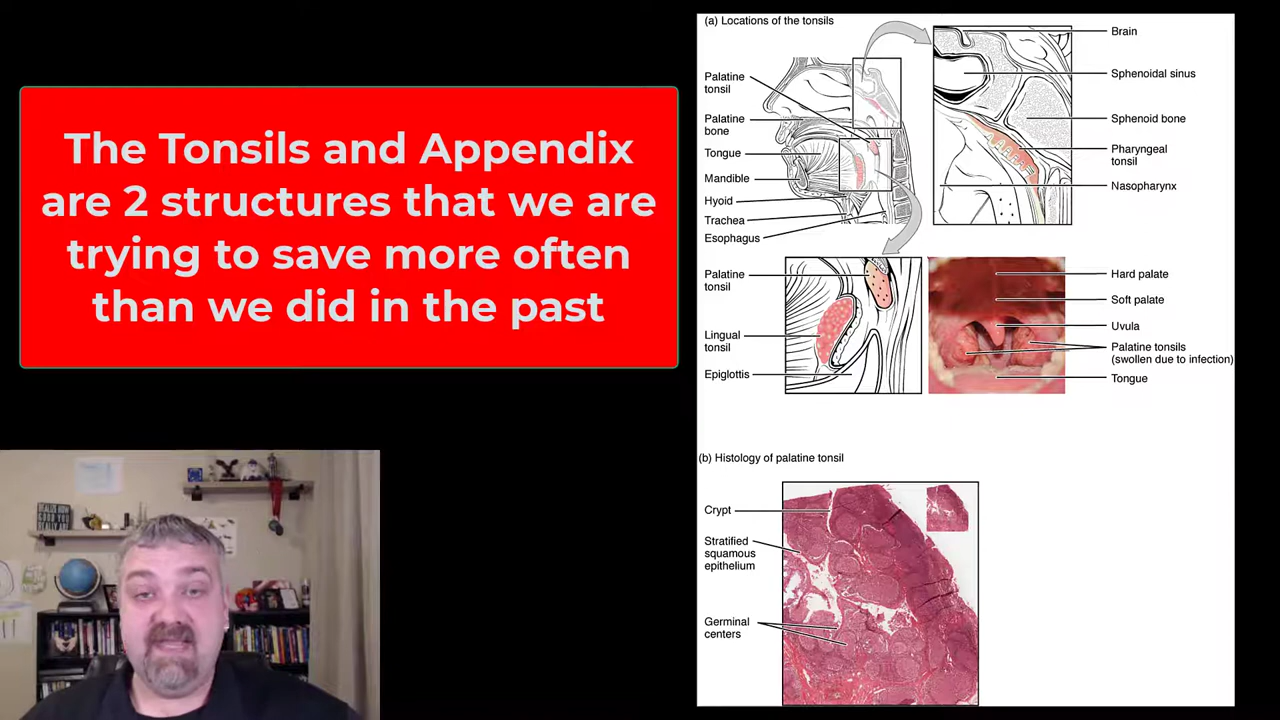 The Tonsils and Appendix
are 2 structures that we are
trying to save more often
than we did in the past
(a) Locations of the tonsils
Palatine
tonsil
Palatine
bone
Tongue
Mandible
Hyoid
Trachea
Esophagus
Brain
Sphenoidal sinus
Sphenoid bone
Pharyngeal
tonsil
Nasopharynx
Palatine
tonsil
Lingual
tonsil
Epiglottis
Hard palate
Soft palate
Uvula
Palatine tonsils
(swollen due to infection)
Tongue
(b) Histology of palatine tonsil
Crypt
Stratified
squamous
epithelium
Germinal
centers